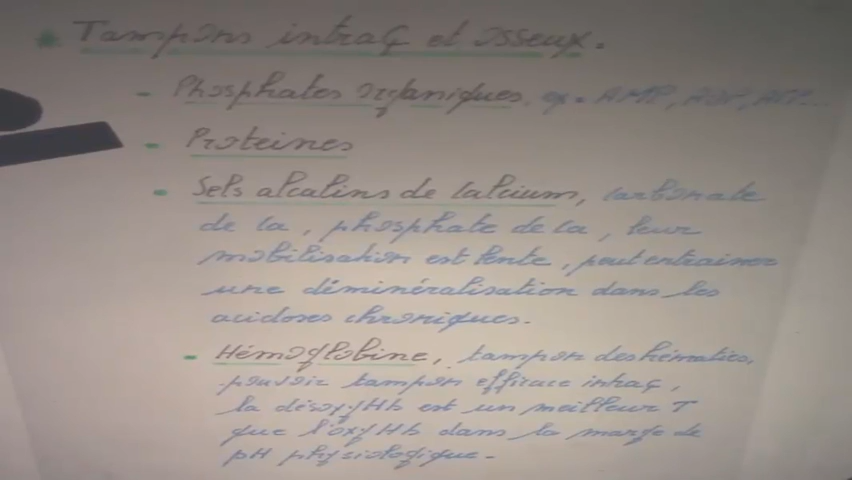 * Tampons intraç et osseux.
- Phosphates organiques, ex : AMP, ADP, ATP...
- Proteines
- Sels alcalins de calcium, carbonate
de Ca, phosphate de Ca, leur
mobilisation est lente, peut entrainer
une déminéralisation dans les
acidoses chroniques.
- Hémoglobine, tampon des hématies,
pouvoir tampon efficace intraç,
la désoxyHb est un meilleur T
que l'oxyHb dans la marge de
pH physiologique.